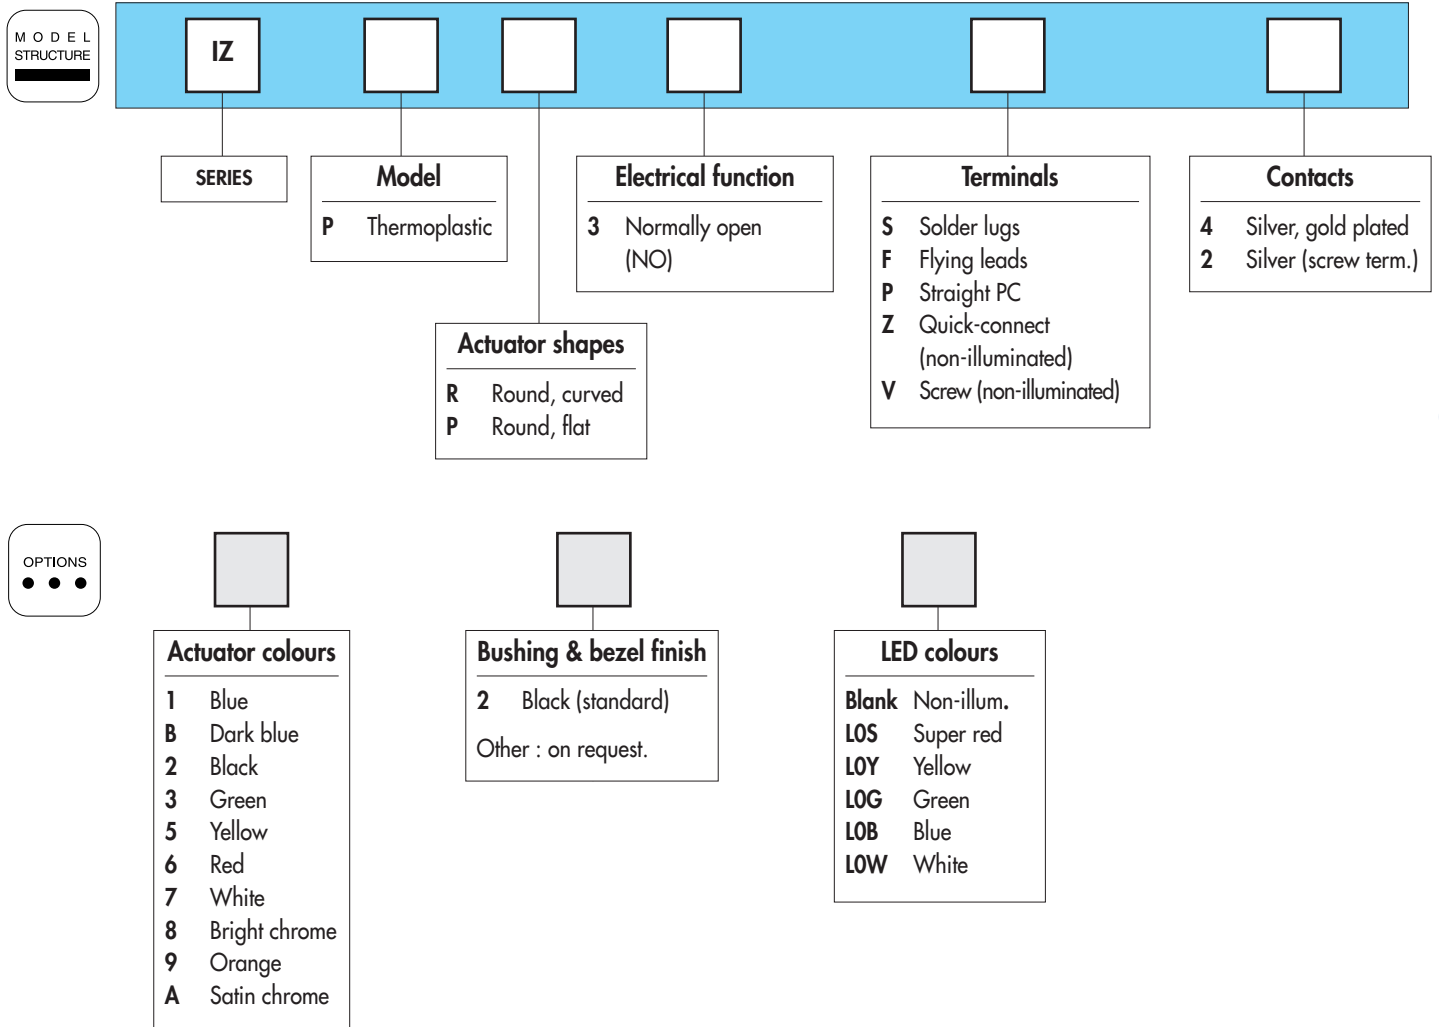 MODEL
STRUCTURE
IZ
SERIES
Model
P Thermoplastic
Actuator shapes
R Round, curved
P Round, flat
Electrical function
3 Normally open
(NO)
Terminals
S Solder lugs
F Flying leads
P Straight PC
Z Quick-connect
(non-illuminated)
V Screw (non-illuminated)
Contacts
4 Silver, gold plated
2 Silver (screw term.)
OPTIONS
Actuator colours
1 Blue
B Dark blue
2 Black
3 Green
5 Yellow
6 Red
7 White
8 Bright chrome
9 Orange
A Satin chrome
Bushing & bezel finish
2 Black (standard)
Other : on request.
LED colours
Blank Non-illum.
L0S Super red
L0Y Yellow
L0G Green
L0B Blue
L0W White